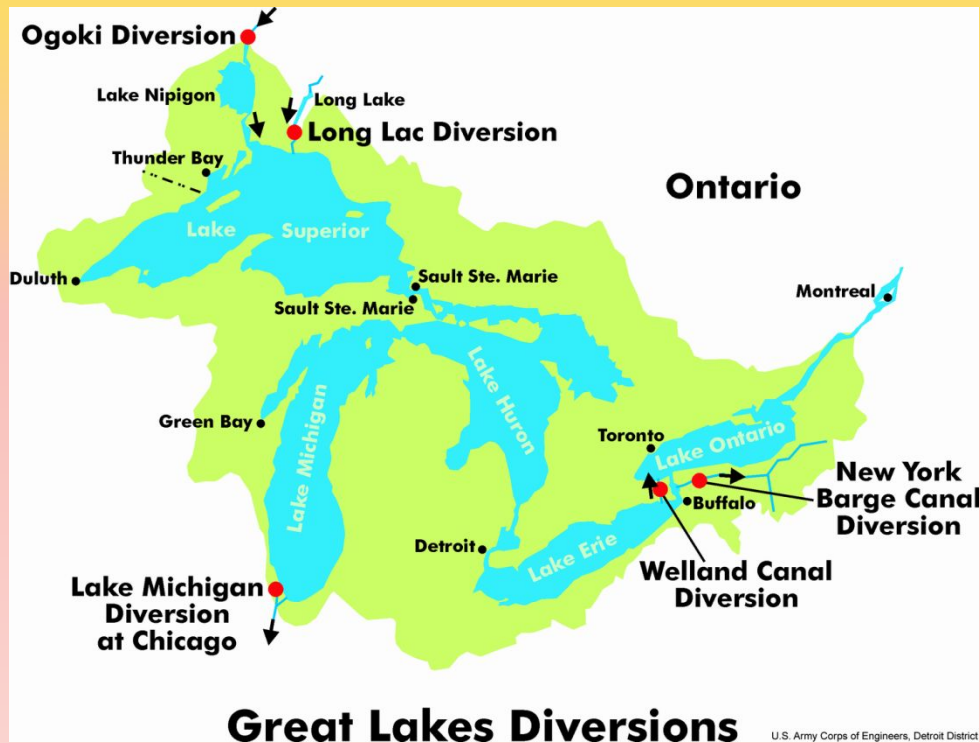 Ogoki Diversion
Lake Nipigon
Long Lake
Long Lac Diversion
Thunder Bay
Ontario
Lake Superior
Duluth
Sault Ste. Marie
Sault Ste. Marie
Montreal
Lake Huron
Lake Michigan
Green Bay
Toronto
Lake Ontario
New York
Barge Canal
Diversion
Buffalo
Detroit
Lake Erie
Welland Canal
Diversion
Lake Michigan
Diversion
at Chicago
Great Lakes Diversions
U.S. Army Corps of Engineers, Detroit District